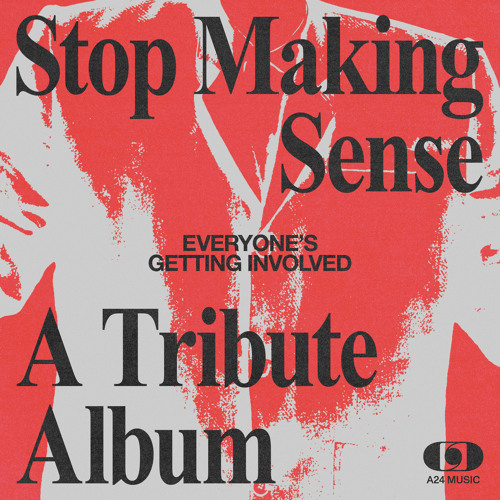 Stop Making
Sense
EVERYONE'S
GETTING INVOLVED
A Tribute
Album
A24 MUSIC